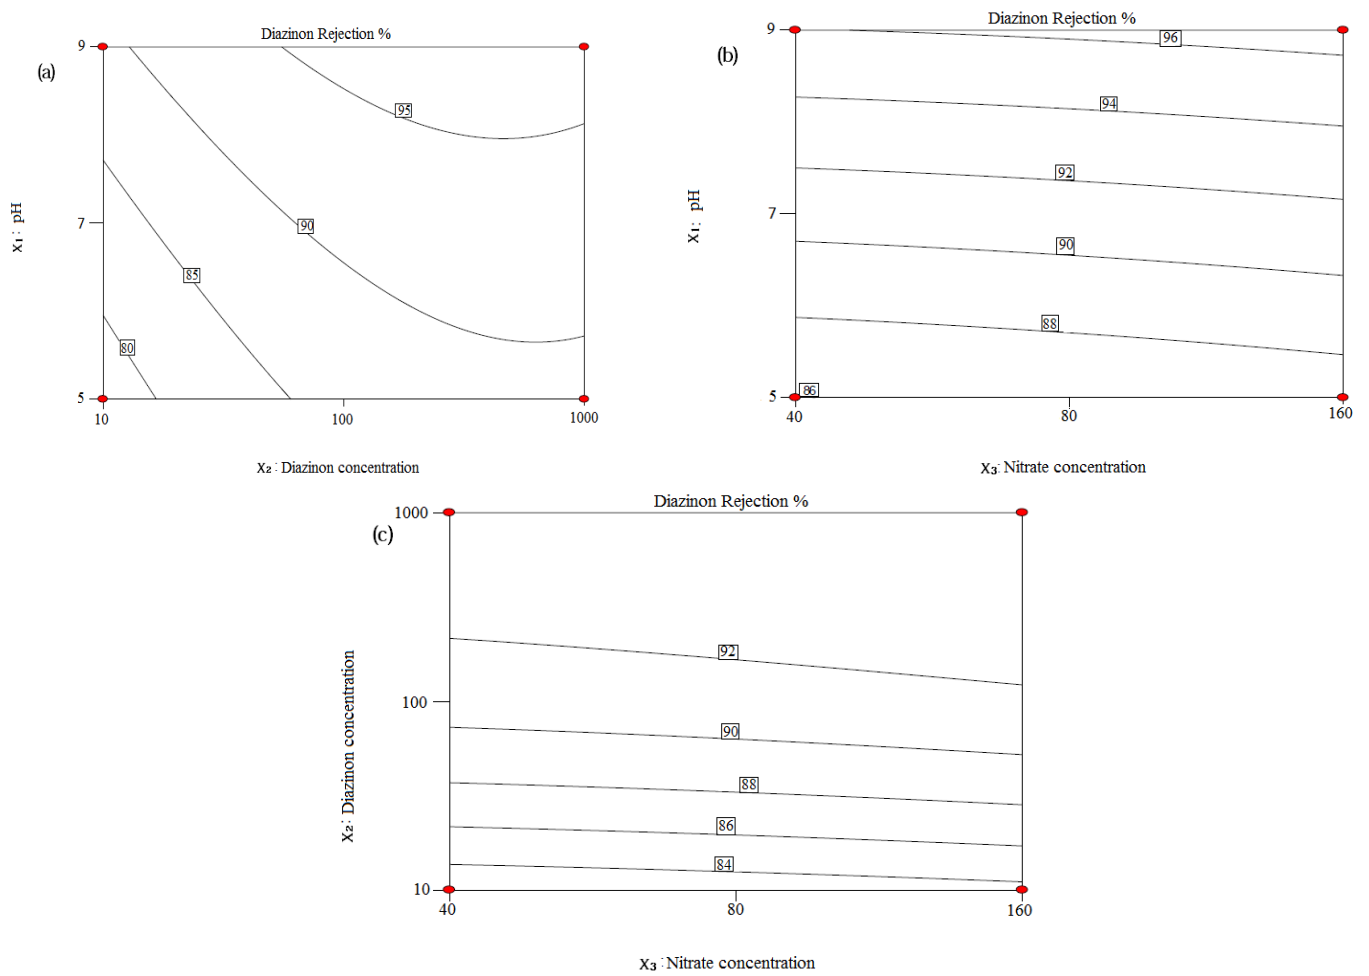 Diazinon Rejection %
(a)
9
95
7
90
85
80
5
10
100
1000
X₁: pH
X₂: Diazinon concentration
Diazinon Rejection %
(b)
9
96
94
92
7
90
88
86
5
40
80
160
X₁: pH
X₃: Nitrate concentration
Diazinon Rejection %
(c)
1000
92
100
90
88
86
84
10
40
80
160
X₂: Diazinon concentration
X₃: Nitrate concentration